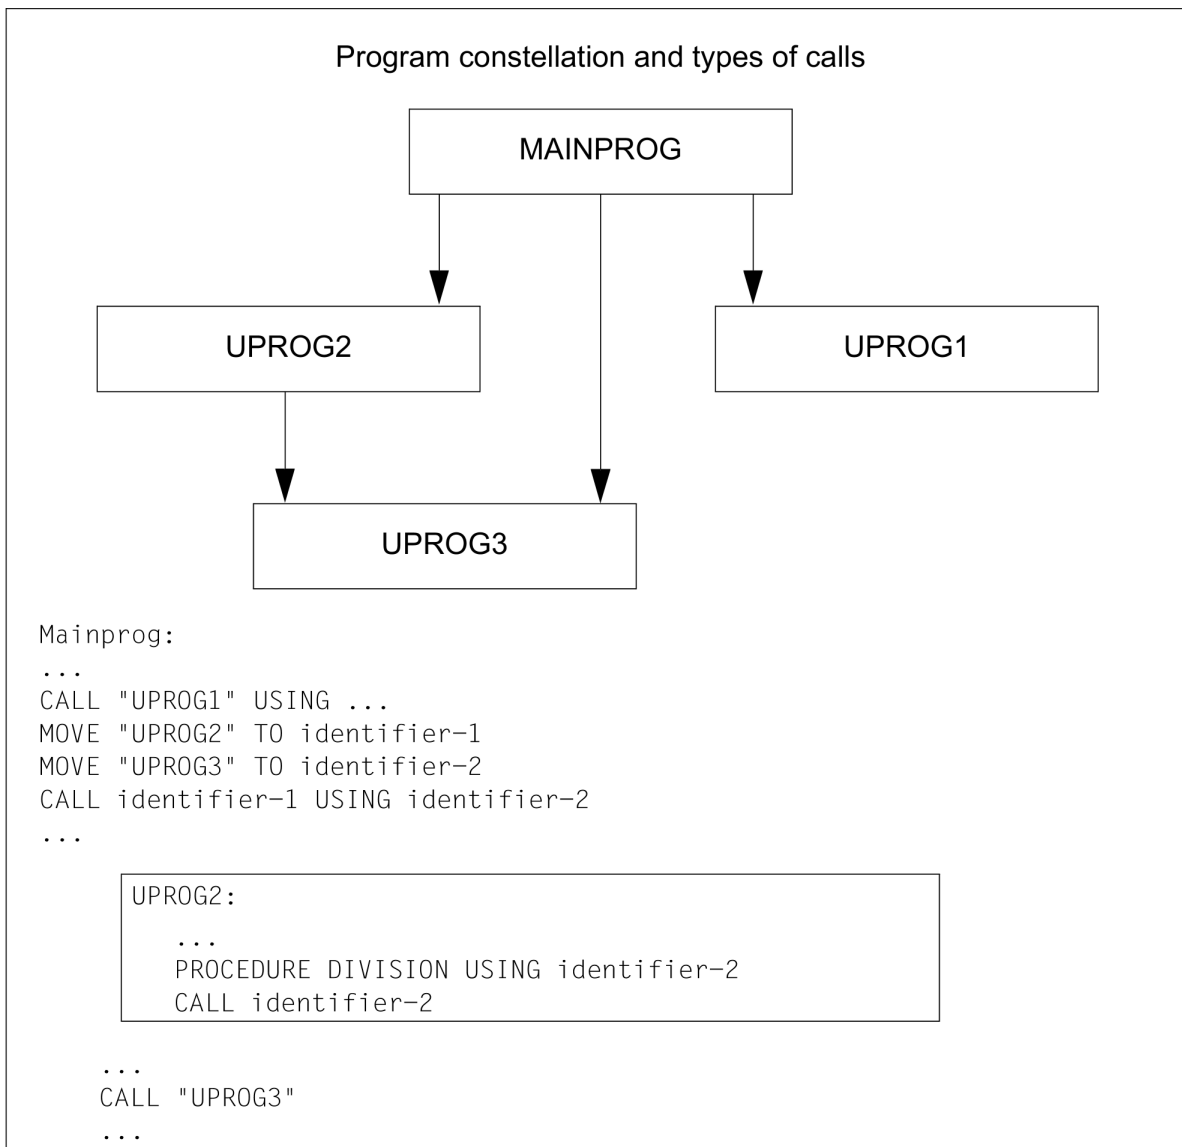 Program constellation and types of calls
MAINPROG
UPROG2
UPROG1
UPROG3
Mainprog:
...
CALL "UPROG1" USING ...
MOVE "UPROG2" TO identifier-1
MOVE "UPROG3" TO identifier-2
CALL identifier-1 USING identifier-2
...
UPROG2:
...
PROCEDURE DIVISION USING identifier-2
CALL identifier-2
...
CALL "UPROG3"
...